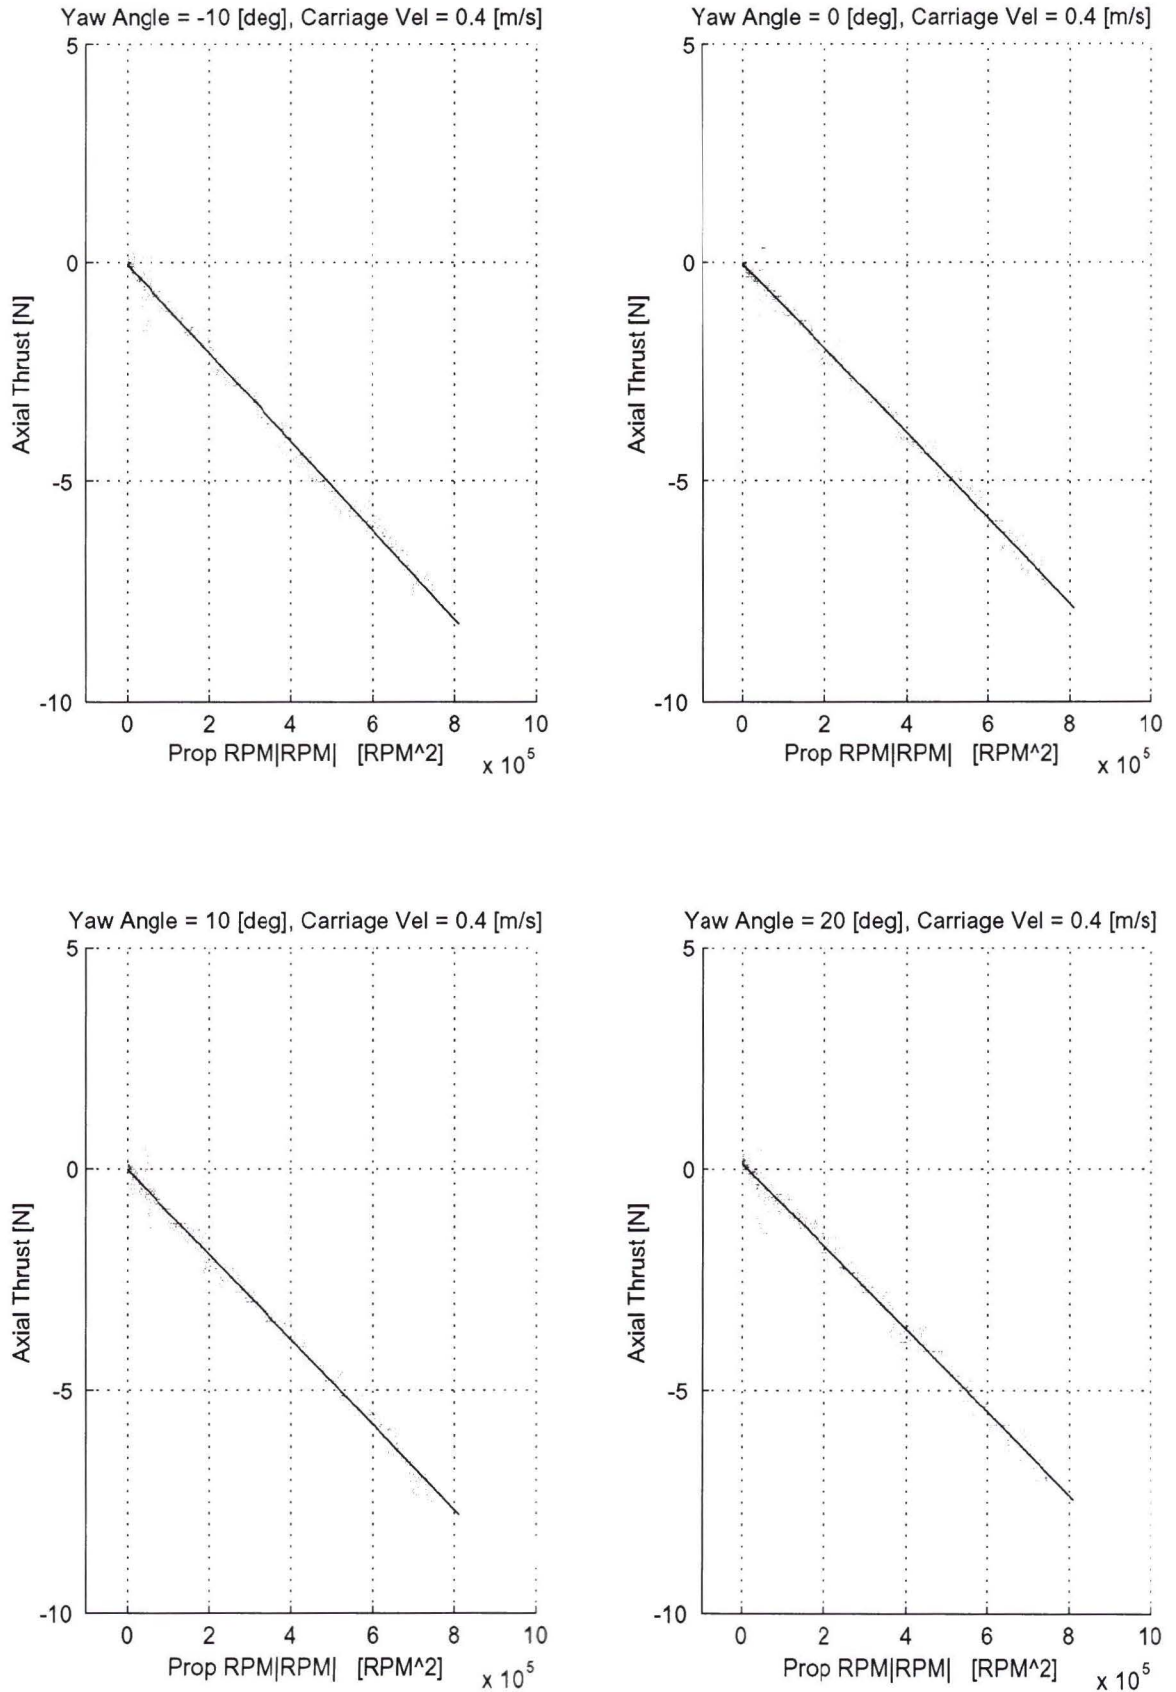 Yaw Angle = -10 [deg], Carriage Vel = 0.4 [m/s]
5
0
-5
-10
Axial Thrust [N]
0 2 4 6 8 10
Prop RPM|RPM| [RPM^2]
x 10^5
Yaw Angle = 0 [deg], Carriage Vel = 0.4 [m/s]
5
0
-5
-10
Axial Thrust [N]
0 2 4 6 8 10
Prop RPM|RPM| [RPM^2]
x 10^5
Yaw Angle = 10 [deg], Carriage Vel = 0.4 [m/s]
5
0
-5
-10
Axial Thrust [N]
0 2 4 6 8 10
Prop RPM|RPM| [RPM^2]
x 10^5
Yaw Angle = 20 [deg], Carriage Vel = 0.4 [m/s]
5
0
-5
-10
Axial Thrust [N]
0 2 4 6 8 10
Prop RPM|RPM| [RPM^2]
x 10^5